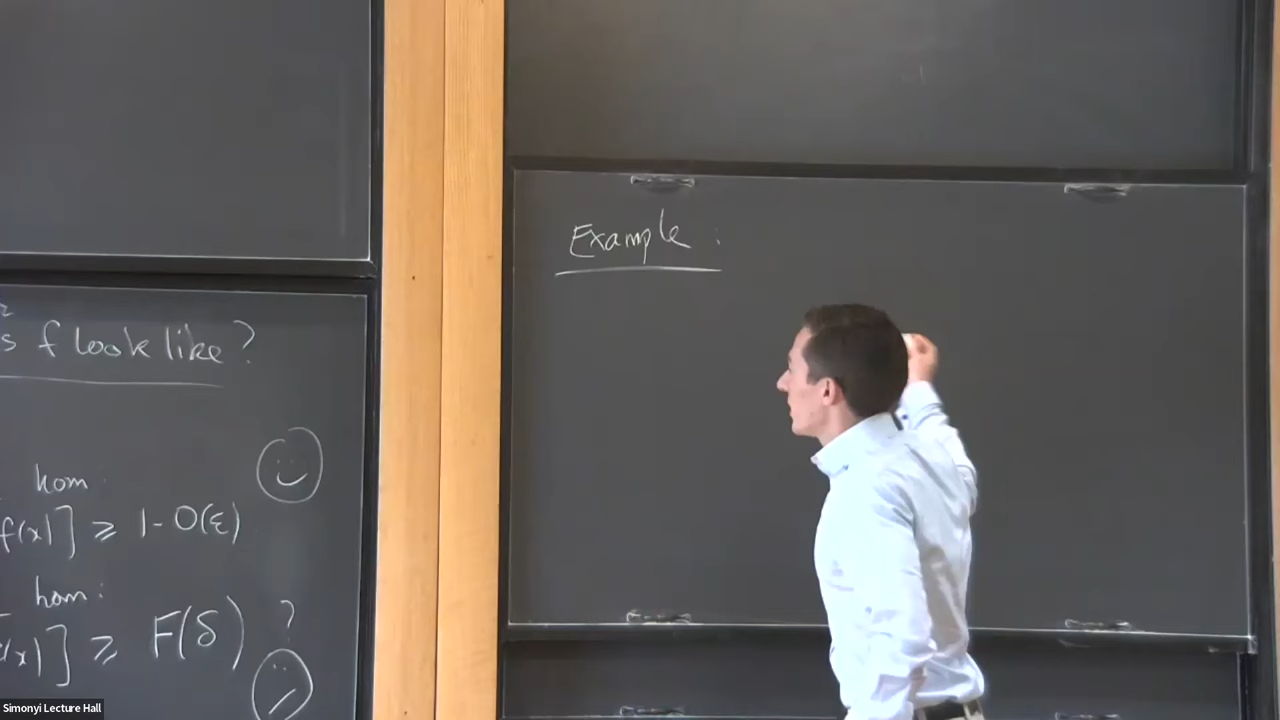 s f look like?
hom
f(x)] ⩾ 1- O(ε)
hom:
(x)] ⩾ F(δ) ?
Example :
Simonyi Lecture Hall